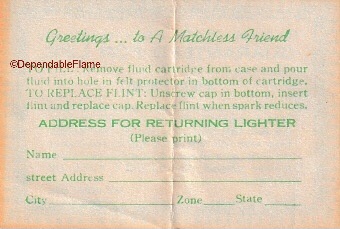 Greetings ... to A Matchless Friend
©DependableFlame
TO FILL: Remove fluid cartridge from case and pour
fluid into hole in felt protector in bottom of cartridge.
TO REPLACE FLINT: Unscrew cap in bottom, insert
flint and replace cap. Replace flint when spark reduces.
ADDRESS FOR RETURNING LIGHTER
(Please print)
Name
street Address
City Zone State